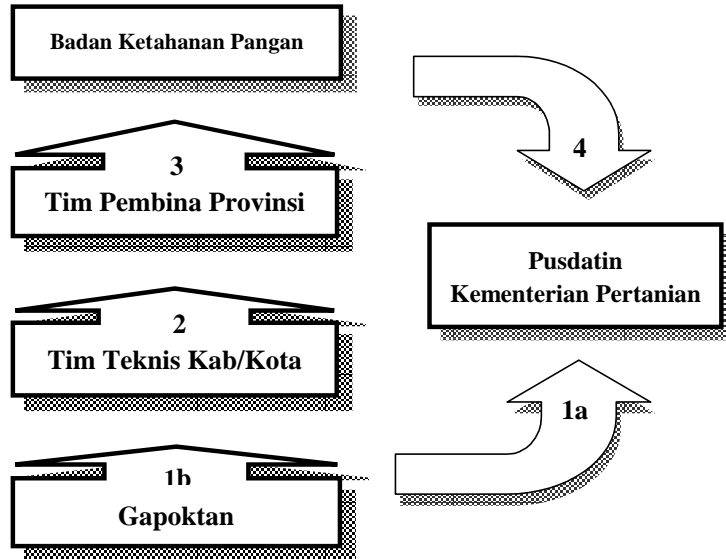 Badan Ketahanan Pangan
3
Tim Pembina Provinsi
2
Tim Teknis Kab/Kota
1b
Gapoktan
4
Pusdatin
Kementerian Pertanian
1a